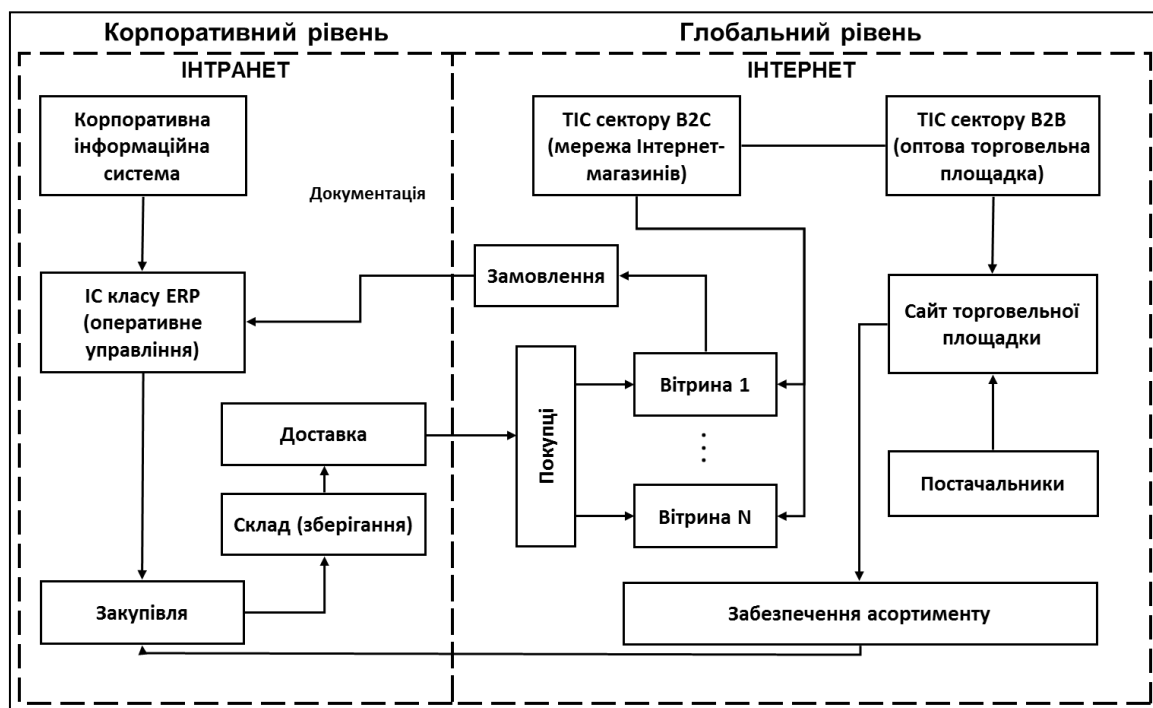 Корпоративний рівень
Глобальний рівень
ІНТРАНЕТ
ІНТЕРНЕТ
Корпоративна
інформаційна
система
ТІС сектору B2C
(мережа Інтернет-
магазинів)
ТІС сектору B2B
(оптова торговельна
площадка)
Документація
Замовлення
ІС класу ERP
(оперативне
управління)
Сайт торговельної
площадки
Вітрина 1
Доставка
Покупці
Постачальники
Склад (зберігання)
Вітрина N
Закупівля
Забезпечення асортименту